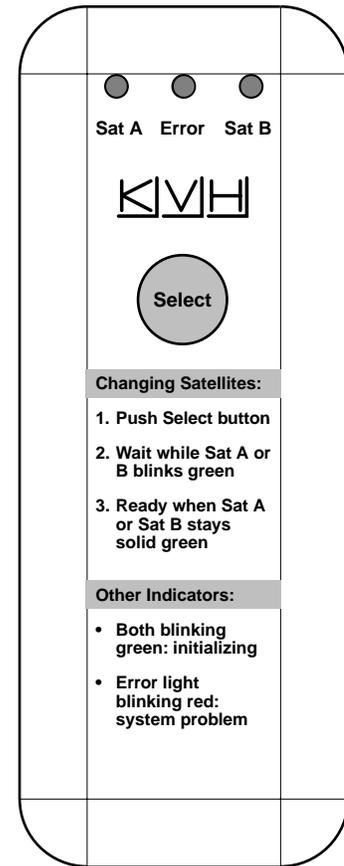 Sat A Error Sat B
KVH
Select
Changing Satellites:
1. Push Select button
2. Wait while Sat A or
B blinks green
3. Ready when Sat A
or Sat B stays
solid green
Other Indicators:
• Both blinking
green: initializing
• Error light
blinking red:
system problem